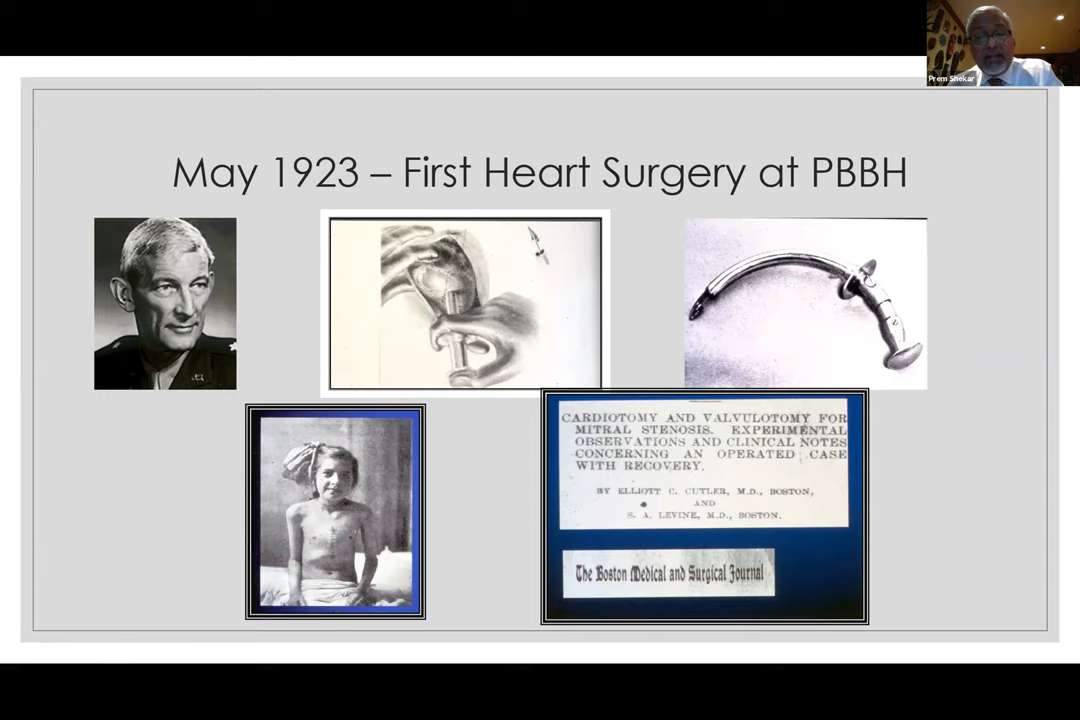 Prem Shekar
May 1923 – First Heart Surgery at PBBH
CARDIOTOMY AND VALVULOTOMY FOR
MITRAL STENOSIS. EXPERIMENTAL
OBSERVATIONS AND CLINICAL NOTES
CONCERNING AN OPERATED CASE
WITH RECOVERY.
BY ELLIOTT C. CUTLER, M.D., BOSTON,
AND
S. A. LEVINE, M.D., BOSTON.
The Boston Medical and Surgical Journal